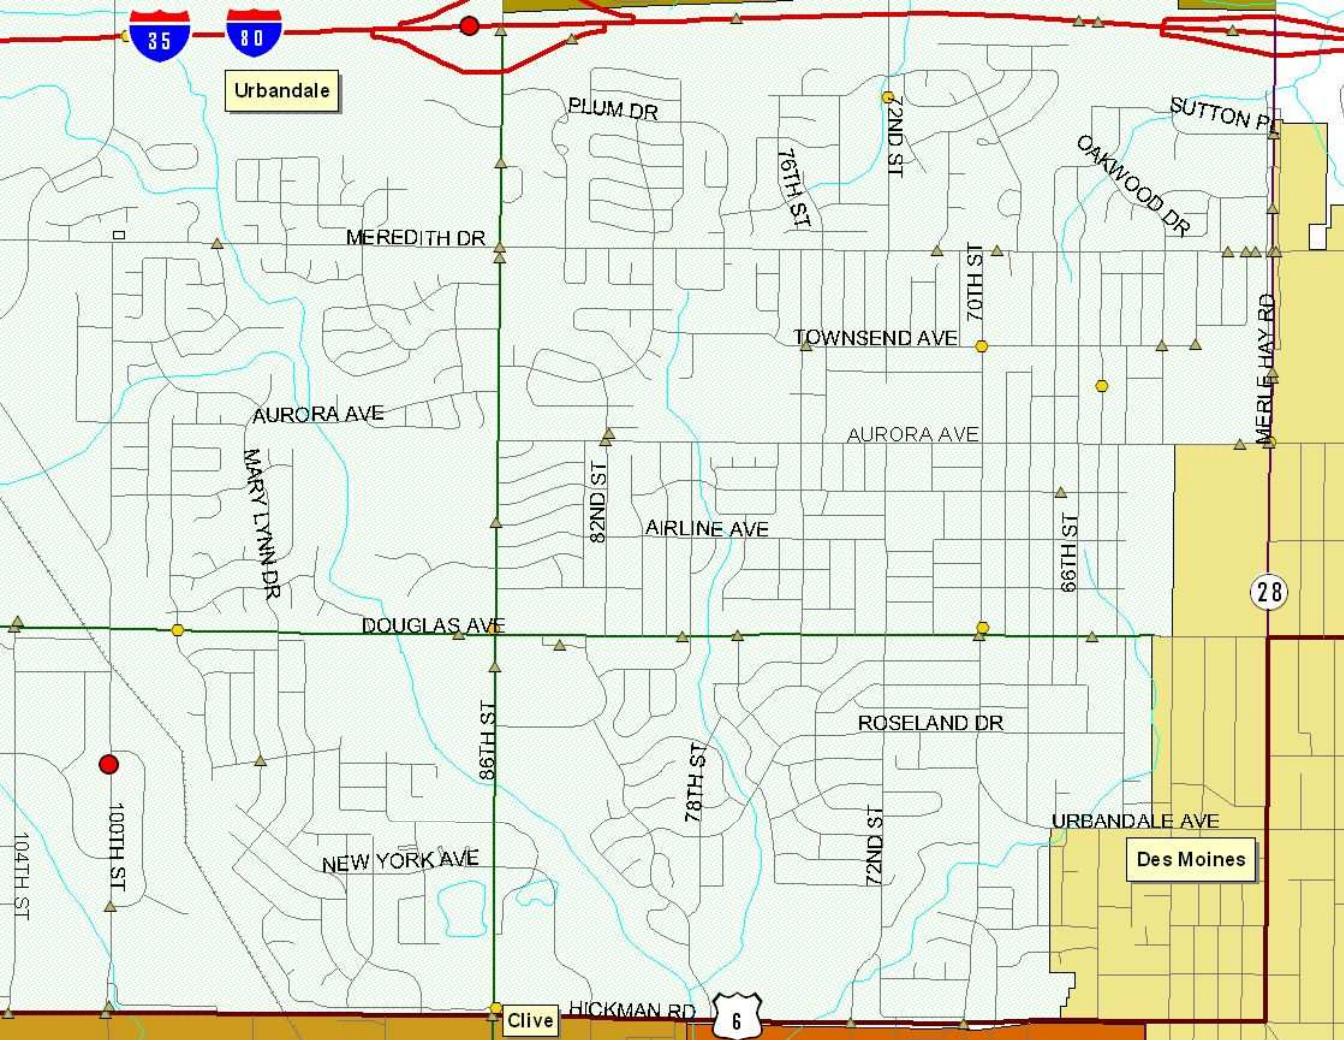 35
80
Urbandale
PLUM DR
72ND ST
SUTTON PL
76TH ST
OAKWOOD DR
MEREDITH DR
70TH ST
TOWNSEND AVE
MERLE HAY RD
AURORA AVE
AURORA AVE
MARY LYNN DR
82ND ST
AIRLINE AVE
66TH ST
28
DOUGLAS AVE
86TH ST
ROSELAND DR
78TH ST
100TH ST
104TH ST
72ND ST
URBANDALE AVE
NEW YORK AVE
Des Moines
Clive
HICKMAN RD
6